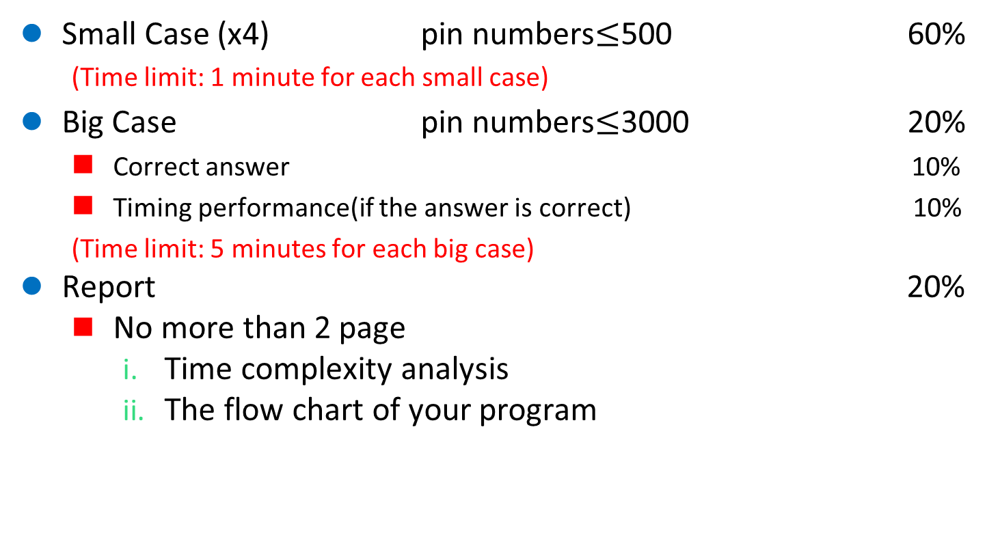 Small Case (x4) pin numbers≤500 60%
(Time limit: 1 minute for each small case)
Big Case pin numbers≤3000 20%
Correct answer 10%
Timing performance(if the answer is correct) 10%
(Time limit: 5 minutes for each big case)
Report 20%
No more than 2 page
i. Time complexity analysis
ii. The flow chart of your program